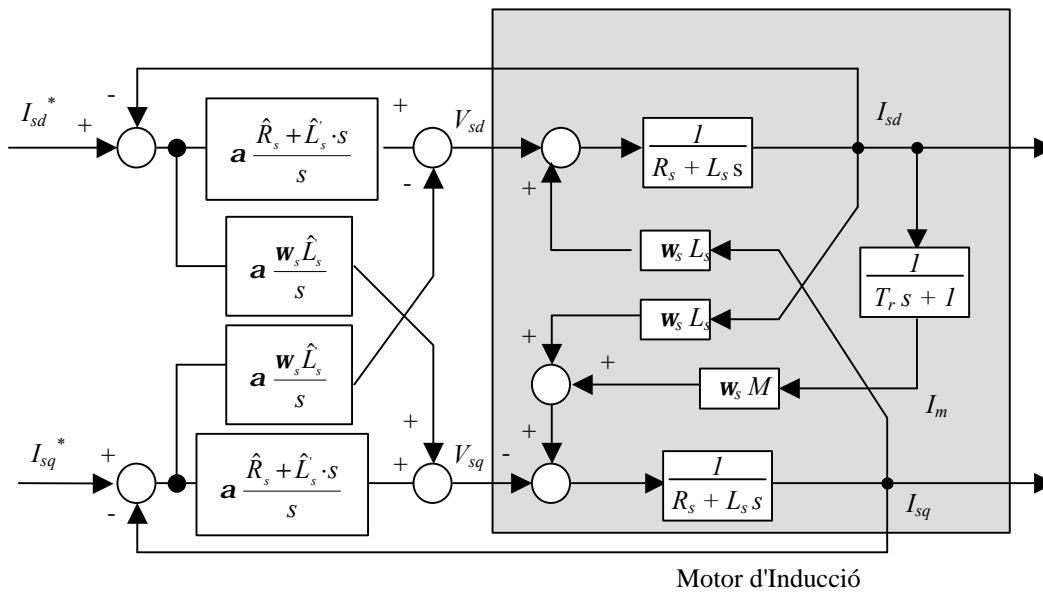 -
I_sd^* + + V_sd I_sd
a (R̂_s + L̂'_s · s) / s
1 / (R_s + L_s s)
- +
a w_s L̂'_s / s
w_s L_s
1 / (T_r s + 1)
w_s L_s
a w_s L̂'_s / s
+ +
w_s M
I_m
+ +
I_sq^* + + V_sq - I_sq
a (R̂_s + L̂'_s · s) / s
1 / (R_s + L_s s)
-
Motor d'Inducció